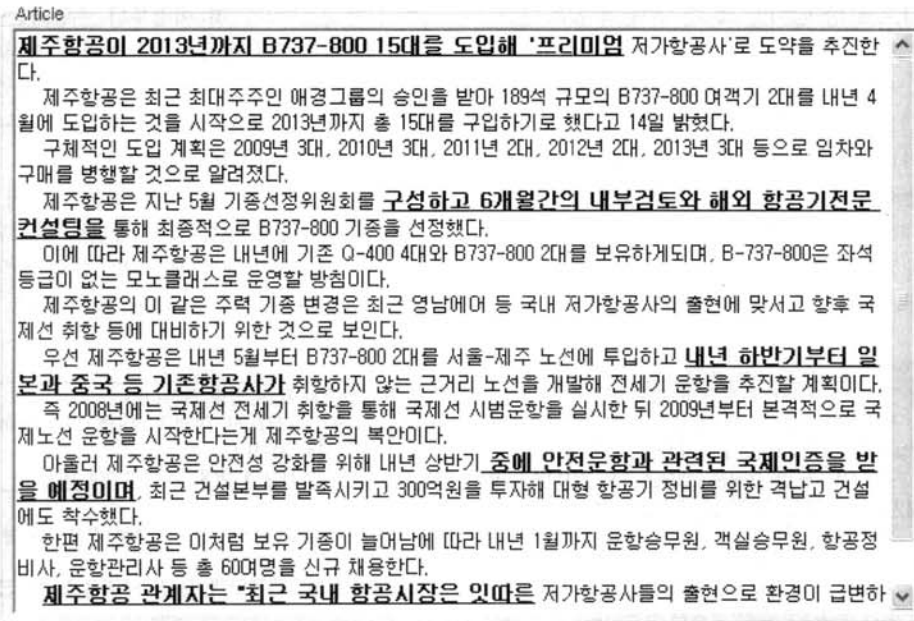 Article
제주항공이 2013년까지 B737-800 15대를 도입해 '프리미엄 저가항공사'로 도약을 추진한
다.
제주항공은 최근 최대주주인 애경그룹의 승인을 받아 189석 규모의 B737-800 여객기 2대를 내년 4
월에 도입하는 것을 시작으로 2013년까지 총 15대를 구입하기로 했다고 14일 밝혔다.
구체적인 도입 계획은 2009년 3대, 2010년 3대, 2011년 2대, 2012년 2대, 2013년 3대 등으로 임차와
구매를 병행할 것으로 알려졌다.
제주항공은 지난 5월 기종선정위원회를 구성하고 6개월간의 내부검토와 해외 항공기전문
컨설팅을 통해 최종적으로 B737-800 기종을 선정했다.
이에 따라 제주항공은 내년에 기존 Q-400 4대와 B737-800 2대를 보유하게되며, B-737-800은 좌석
등급이 없는 모노클래스로 운영할 방침이다.
제주항공의 이 같은 주력 기종 변경은 최근 영남에어 등 국내 저가항공사의 출현에 맞서고 향후 국
제선 취항 등에 대비하기 위한 것으로 보인다.
우선 제주항공은 내년 5월부터 B737-800 2대를 서울-제주 노선에 투입하고 내년 하반기부터 일
본과 중국 등 기존항공사가 취항하지 않는 근거리 노선을 개발해 전세기 운항을 추진할 계획이다.
즉 2008년에는 국제선 전세기 취항을 통해 국제선 시범운항을 실시한 뒤 2009년부터 본격적으로 국
제노선 운항을 시작한다는게 제주항공의 복안이다.
아울러 제주항공은 안전성 강화를 위해 내년 상반기 중에 안전운항과 관련된 국제인증을 받
을 예정이며, 최근 건설본부를 발족시키고 300억원을 투자해 대형 항공기 정비를 위한 격납고 건설
에도 착수했다.
한편 제주항공은 이처럼 보유 기종이 늘어남에 따라 내년 1월까지 운항승무원, 객실승무원, 항공정
비사, 운항관리사 등 총 60여명을 신규 채용한다.
제주항공 관계자는 "최근 국내 항공시장은 잇따른 저가항공사들의 출현으로 환경이 급변하